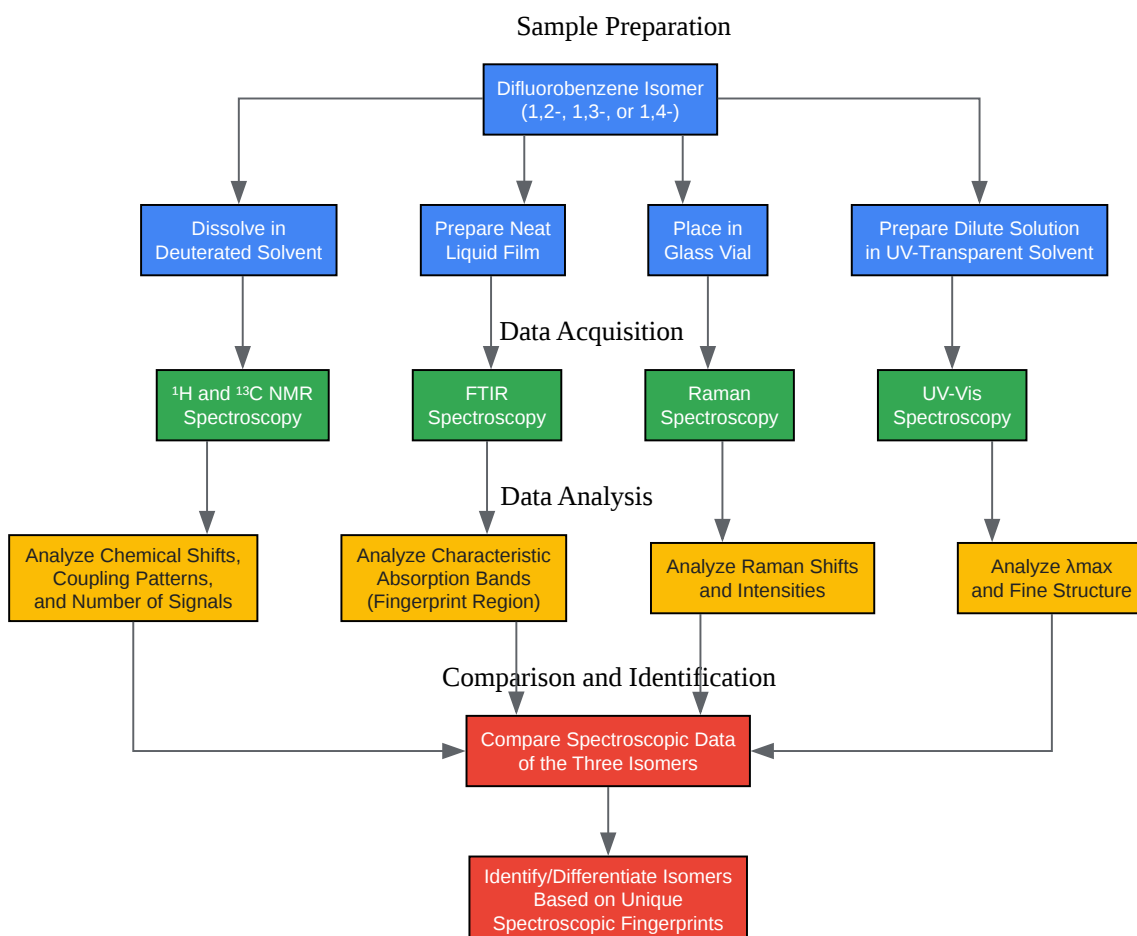 Sample Preparation
Difluorobenzene Isomer
(1,2-, 1,3-, or 1,4-)
Dissolve in
Deuterated Solvent
Prepare Neat
Liquid Film
Place in
Glass Vial
Prepare Dilute Solution
in UV-Transparent Solvent
Data Acquisition
¹H and ¹³C NMR
Spectroscopy
FTIR
Spectroscopy
Raman
Spectroscopy
UV-Vis
Spectroscopy
Data Analysis
Analyze Chemical Shifts,
Coupling Patterns,
and Number of Signals
Analyze Characteristic
Absorption Bands
(Fingerprint Region)
Analyze Raman Shifts
and Intensities
Analyze λmax
and Fine Structure
Comparison and Identification
Compare Spectroscopic Data
of the Three Isomers
Identify/Differentiate Isomers
Based on Unique
Spectroscopic Fingerprints